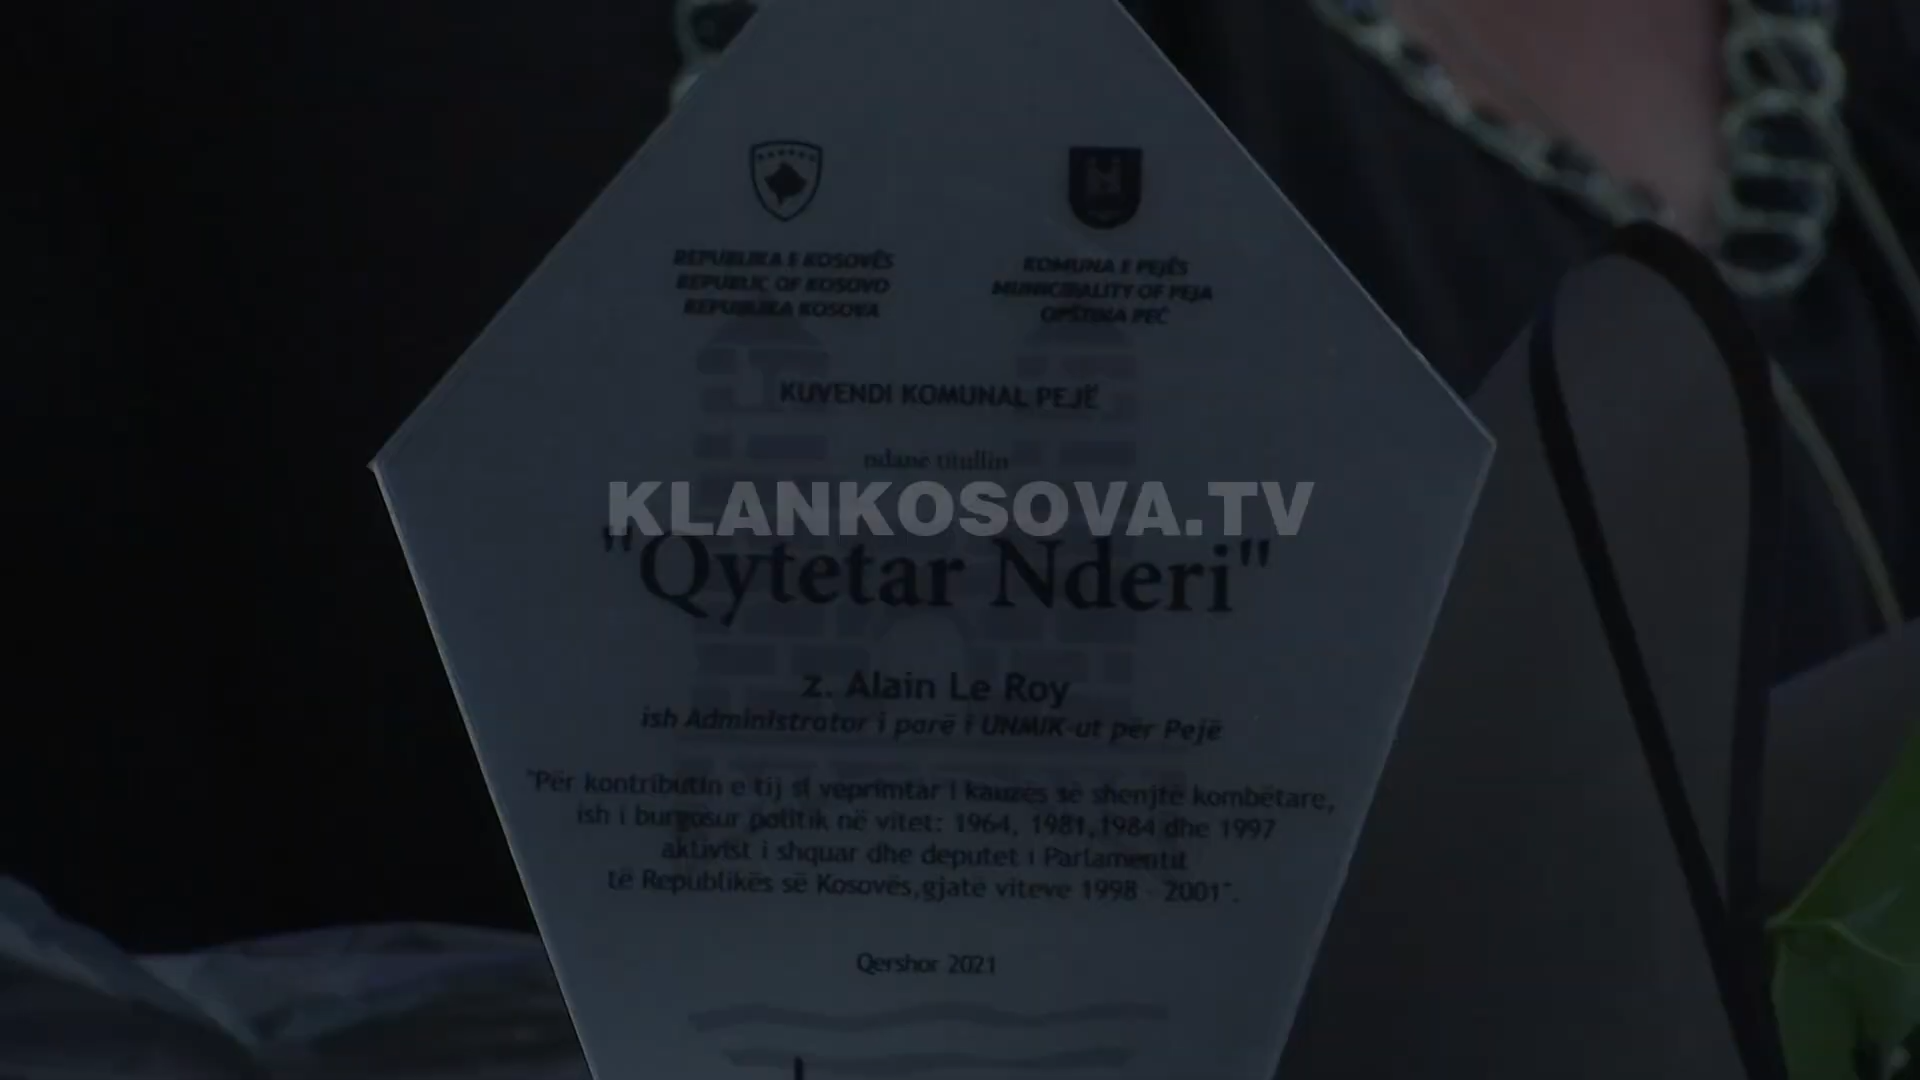 REPUBLIKA E KOSOVËS
REPUBLIC OF KOSOVO
REPUBLIKA KOSOVA
KOMUNA E PEJËS
MUNICIPALITY OF PEJA
OPŠTINA PEĆ
KUVENDI KOMUNAL PEJË
ndanë titullin
KLANKOSOVA.TV
"Qytetar Nderi"
z. Alain Le Roy
ish Administrator i parë i UNMIK-ut për Pejë
"Për kontributin e tij si veprimtar i kauzës së shenjtë kombëtare,
ish i burgosur politik në vitet: 1964, 1981,1984 dhe 1997
aktivist i shquar dhe deputet i Parlamentit
të Republikës së Kosovës,gjatë viteve 1998 - 2001".
Qershor 2021